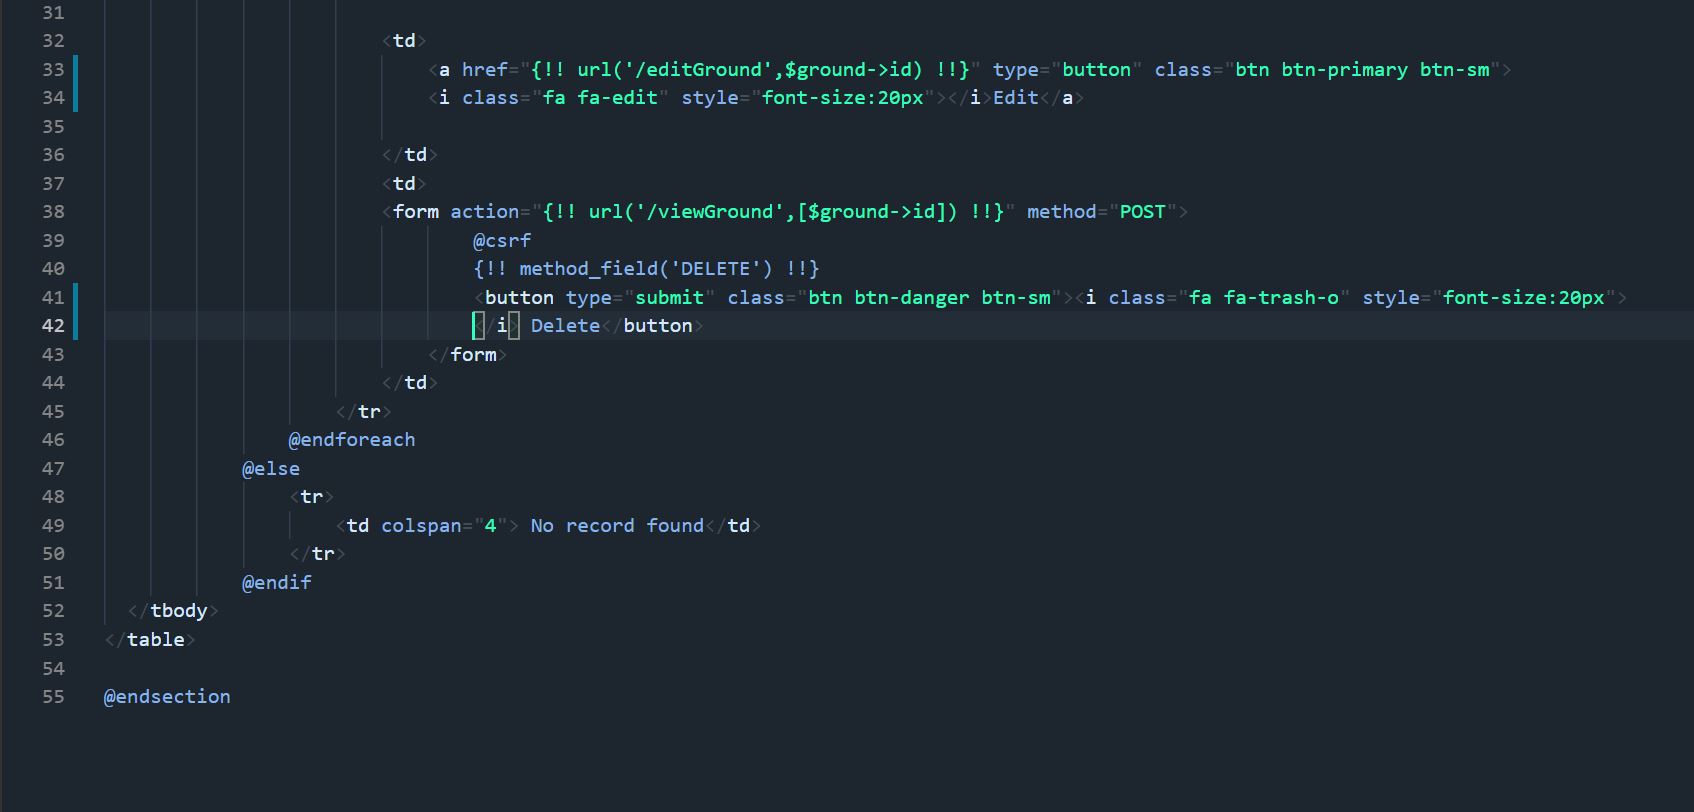 31
32 <td>
33 <a href="{!! url('/editGround',$ground->id) !!}" type="button" class="btn btn-primary btn-sm">
34 <i class="fa fa-edit" style="font-size:20px"></i>Edit</a>
35
36 </td>
37 <td>
38 <form action="{!! url('/viewGround',[$ground->id]) !!}" method="POST">
39 @csrf
40 {!! method_field('DELETE') !!}
41 <button type="submit" class="btn btn-danger btn-sm"><i class="fa fa-trash-o" style="font-size:20px">
42 </i> Delete</button>
43 </form>
44 </td>
45 </tr>
46 @endforeach
47 @else
48 <tr>
49 <td colspan="4"> No record found</td>
50 </tr>
51 @endif
52 </tbody>
53 </table>
54
55 @endsection